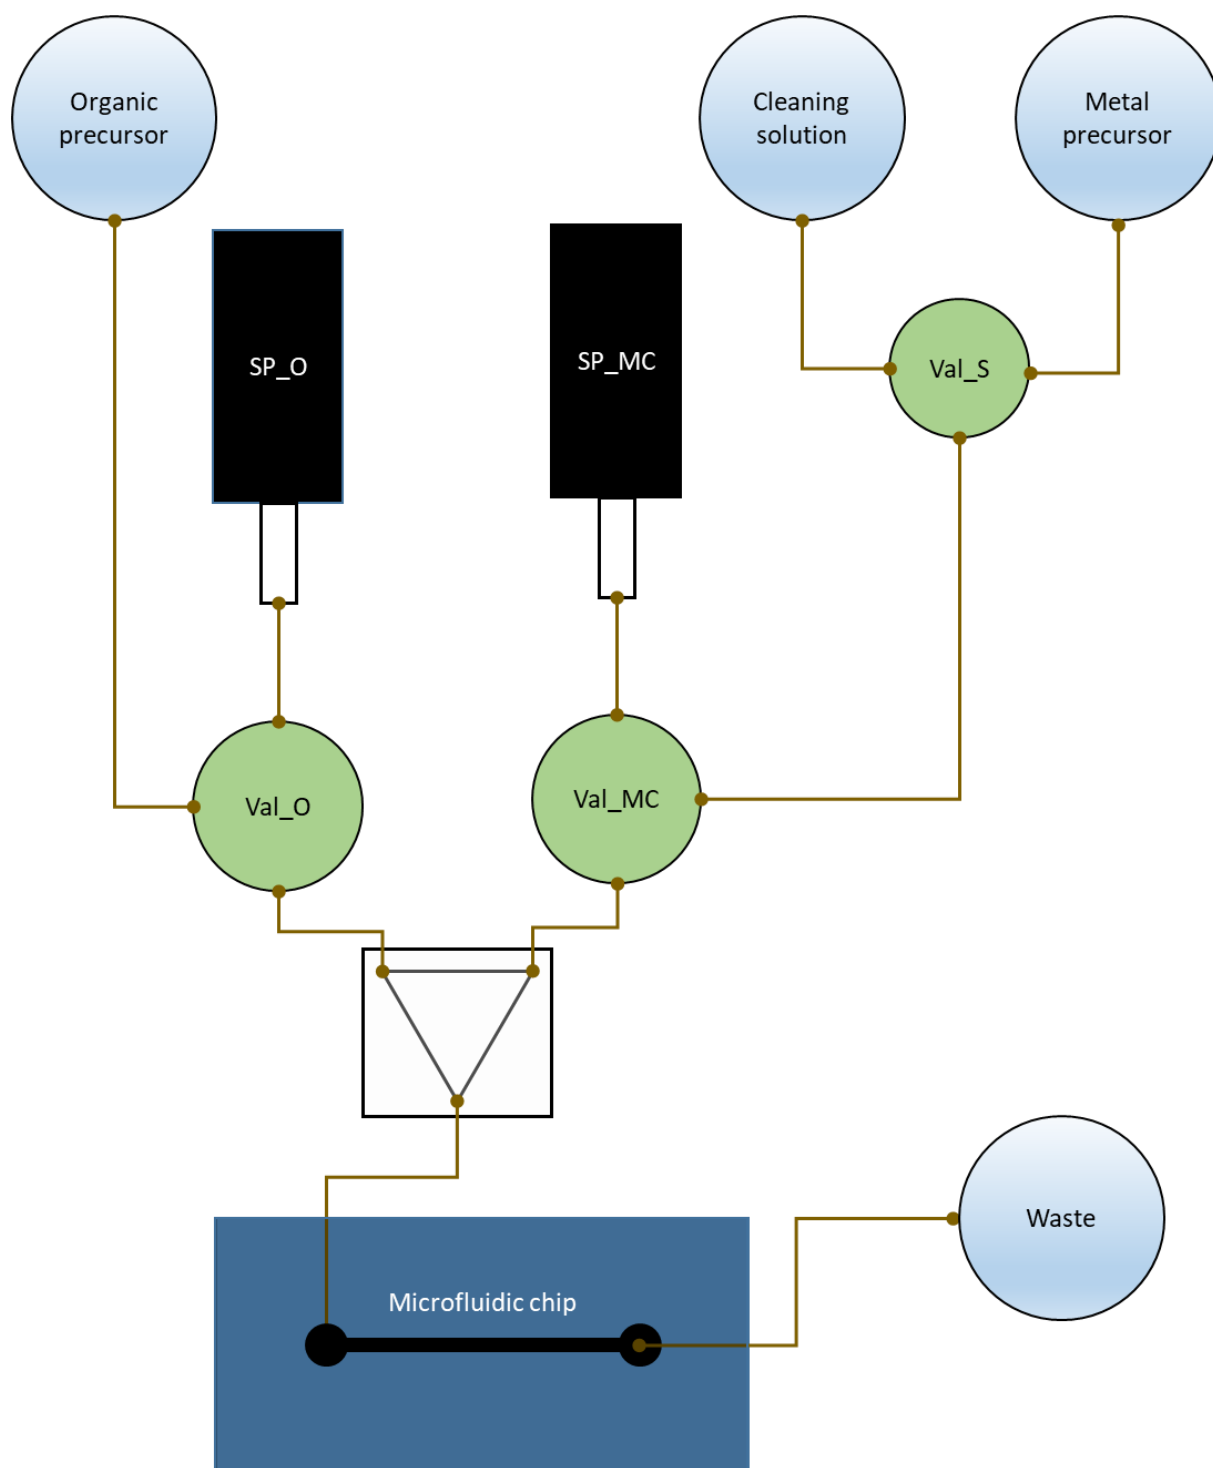 Organic
precursor
Cleaning
solution
Metal
precursor
SP_O
SP_MC
Val_S
Val_O
Val_MC
Waste
Microfluidic chip